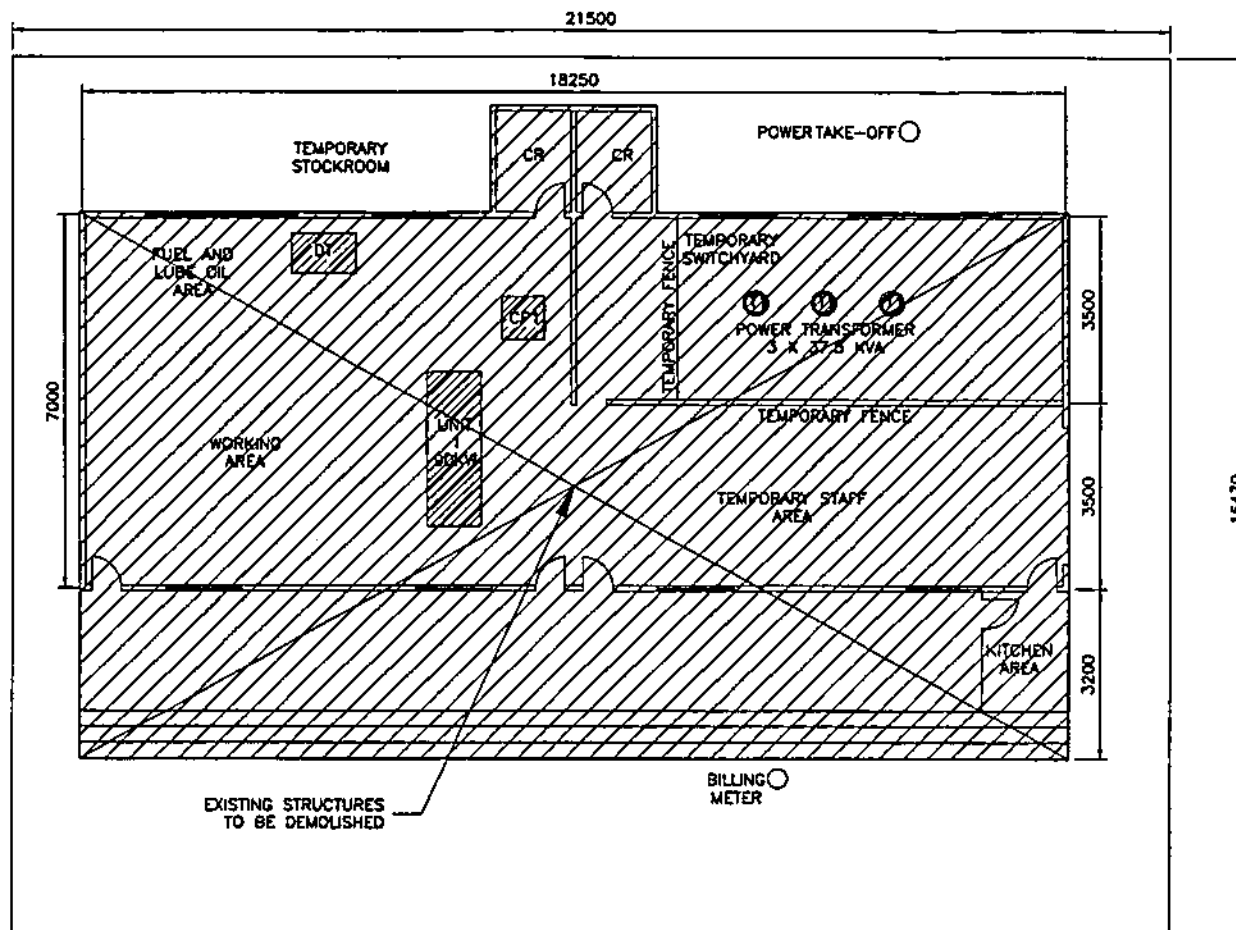 21500
18250
TEMPORARY
STOCKROOM
CR
CR
POWER TAKE-OFF
FUEL AND
LUBE OIL
AREA
DT
TEMPORARY
SWITCHYARD
TEMPORARY FENCE
POWER TRANSFORMER
3 X 37.5 KVA
3500
7000
WORKING
AREA
UNIT
1
TEMPORARY FENCE
TEMPORARY STAFF
AREA
3500
KITCHEN
AREA
3200
BILLING
METER
EXISTING STRUCTURES
TO BE DEMOLISHED